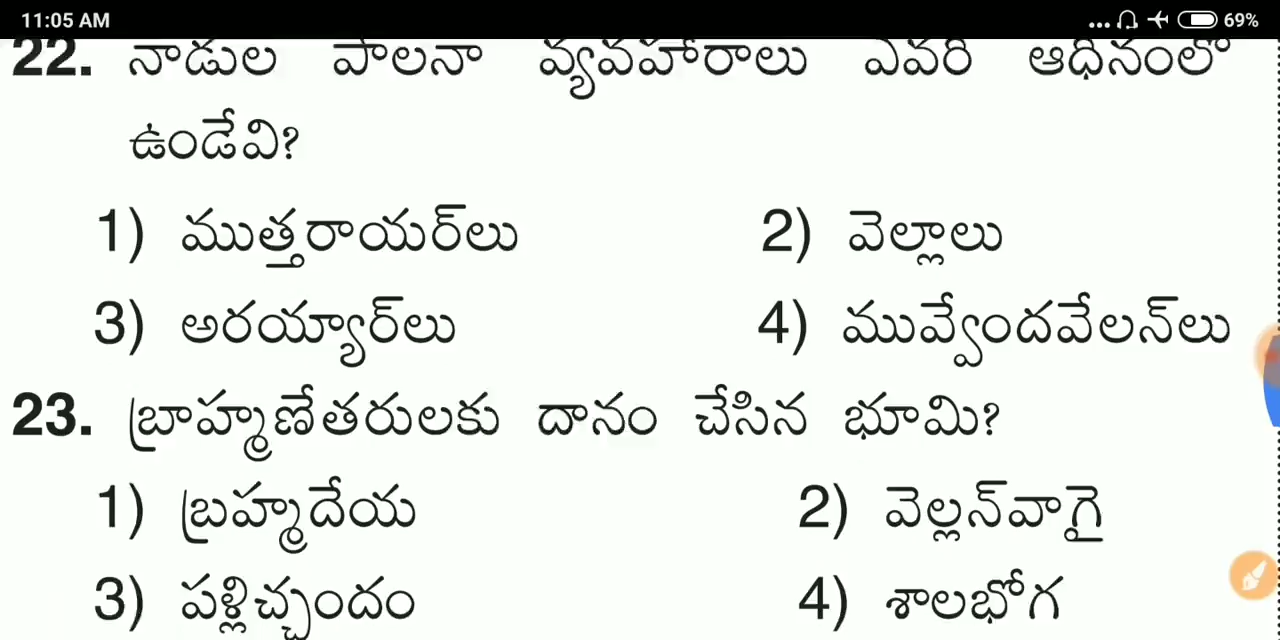 11:05 AM 69%
22. నాడుల పాలనా వ్యవహారాలు ఎవరి ఆధీనంలో
ఉండేవి?
1) ముత్తరాయర్‌లు 2) వెల్లాలు
3) అరయ్యార్‌లు 4) మువ్వేందవేలన్‌లు
23. బ్రాహ్మణేతరులకు దానం చేసిన భూమి?
1) బ్రహ్మదేయ 2) వెల్లన్‌వాగై
3) పళ్లిచ్చందం 4) శాలభోగ